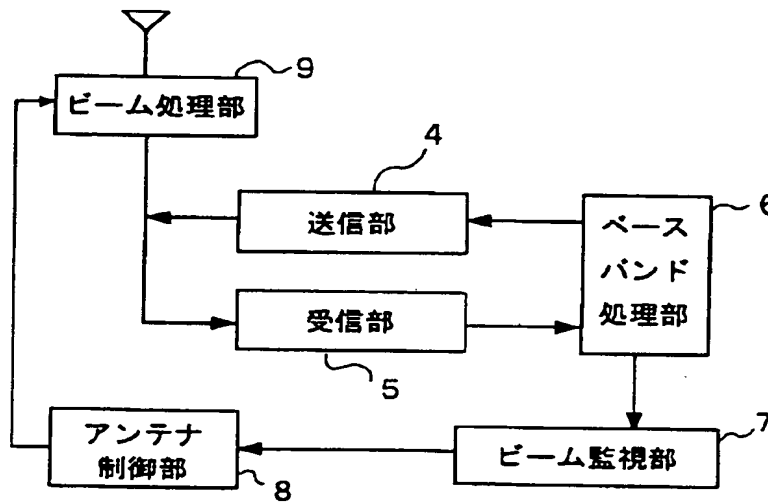 9
ビーム処理部
4
送信部
6
ベース
バンド
処理部
受信部
5
アンテナ
制御部
8
7
ビーム監視部